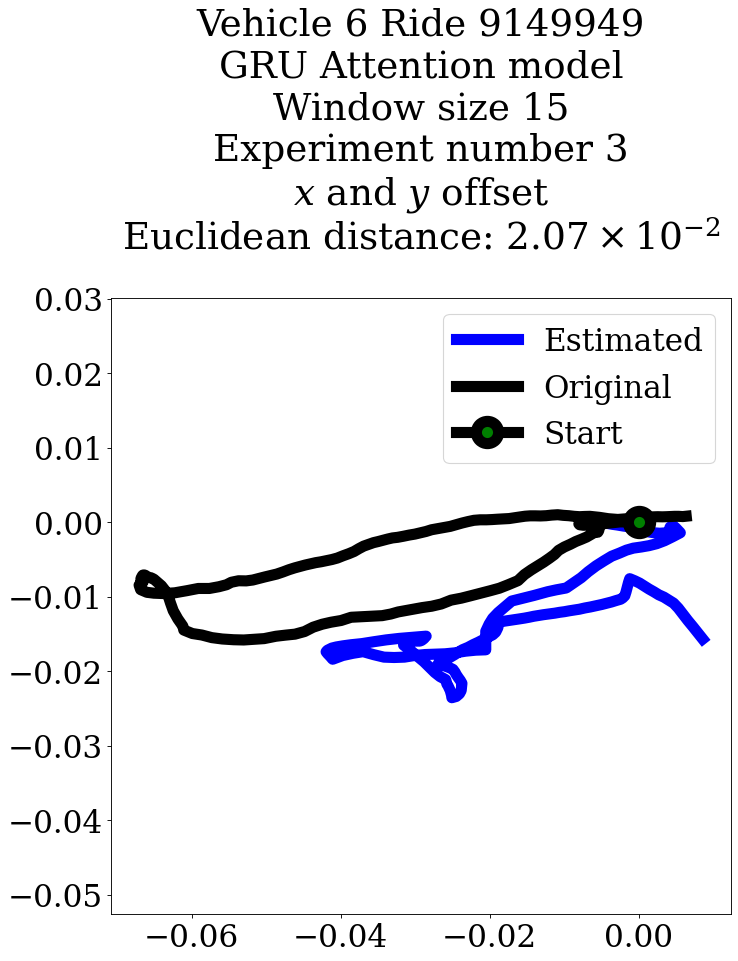 Vehicle 6 Ride 9149949
GRU Attention model
Window size 15
Experiment number 3
x and y offset
Euclidean distance: 2.07 × 10⁻²
0.03
0.02
0.01
0.00
−0.01
−0.02
−0.03
−0.04
−0.05
Estimated
Original
Start
−0.06 −0.04 −0.02 0.00